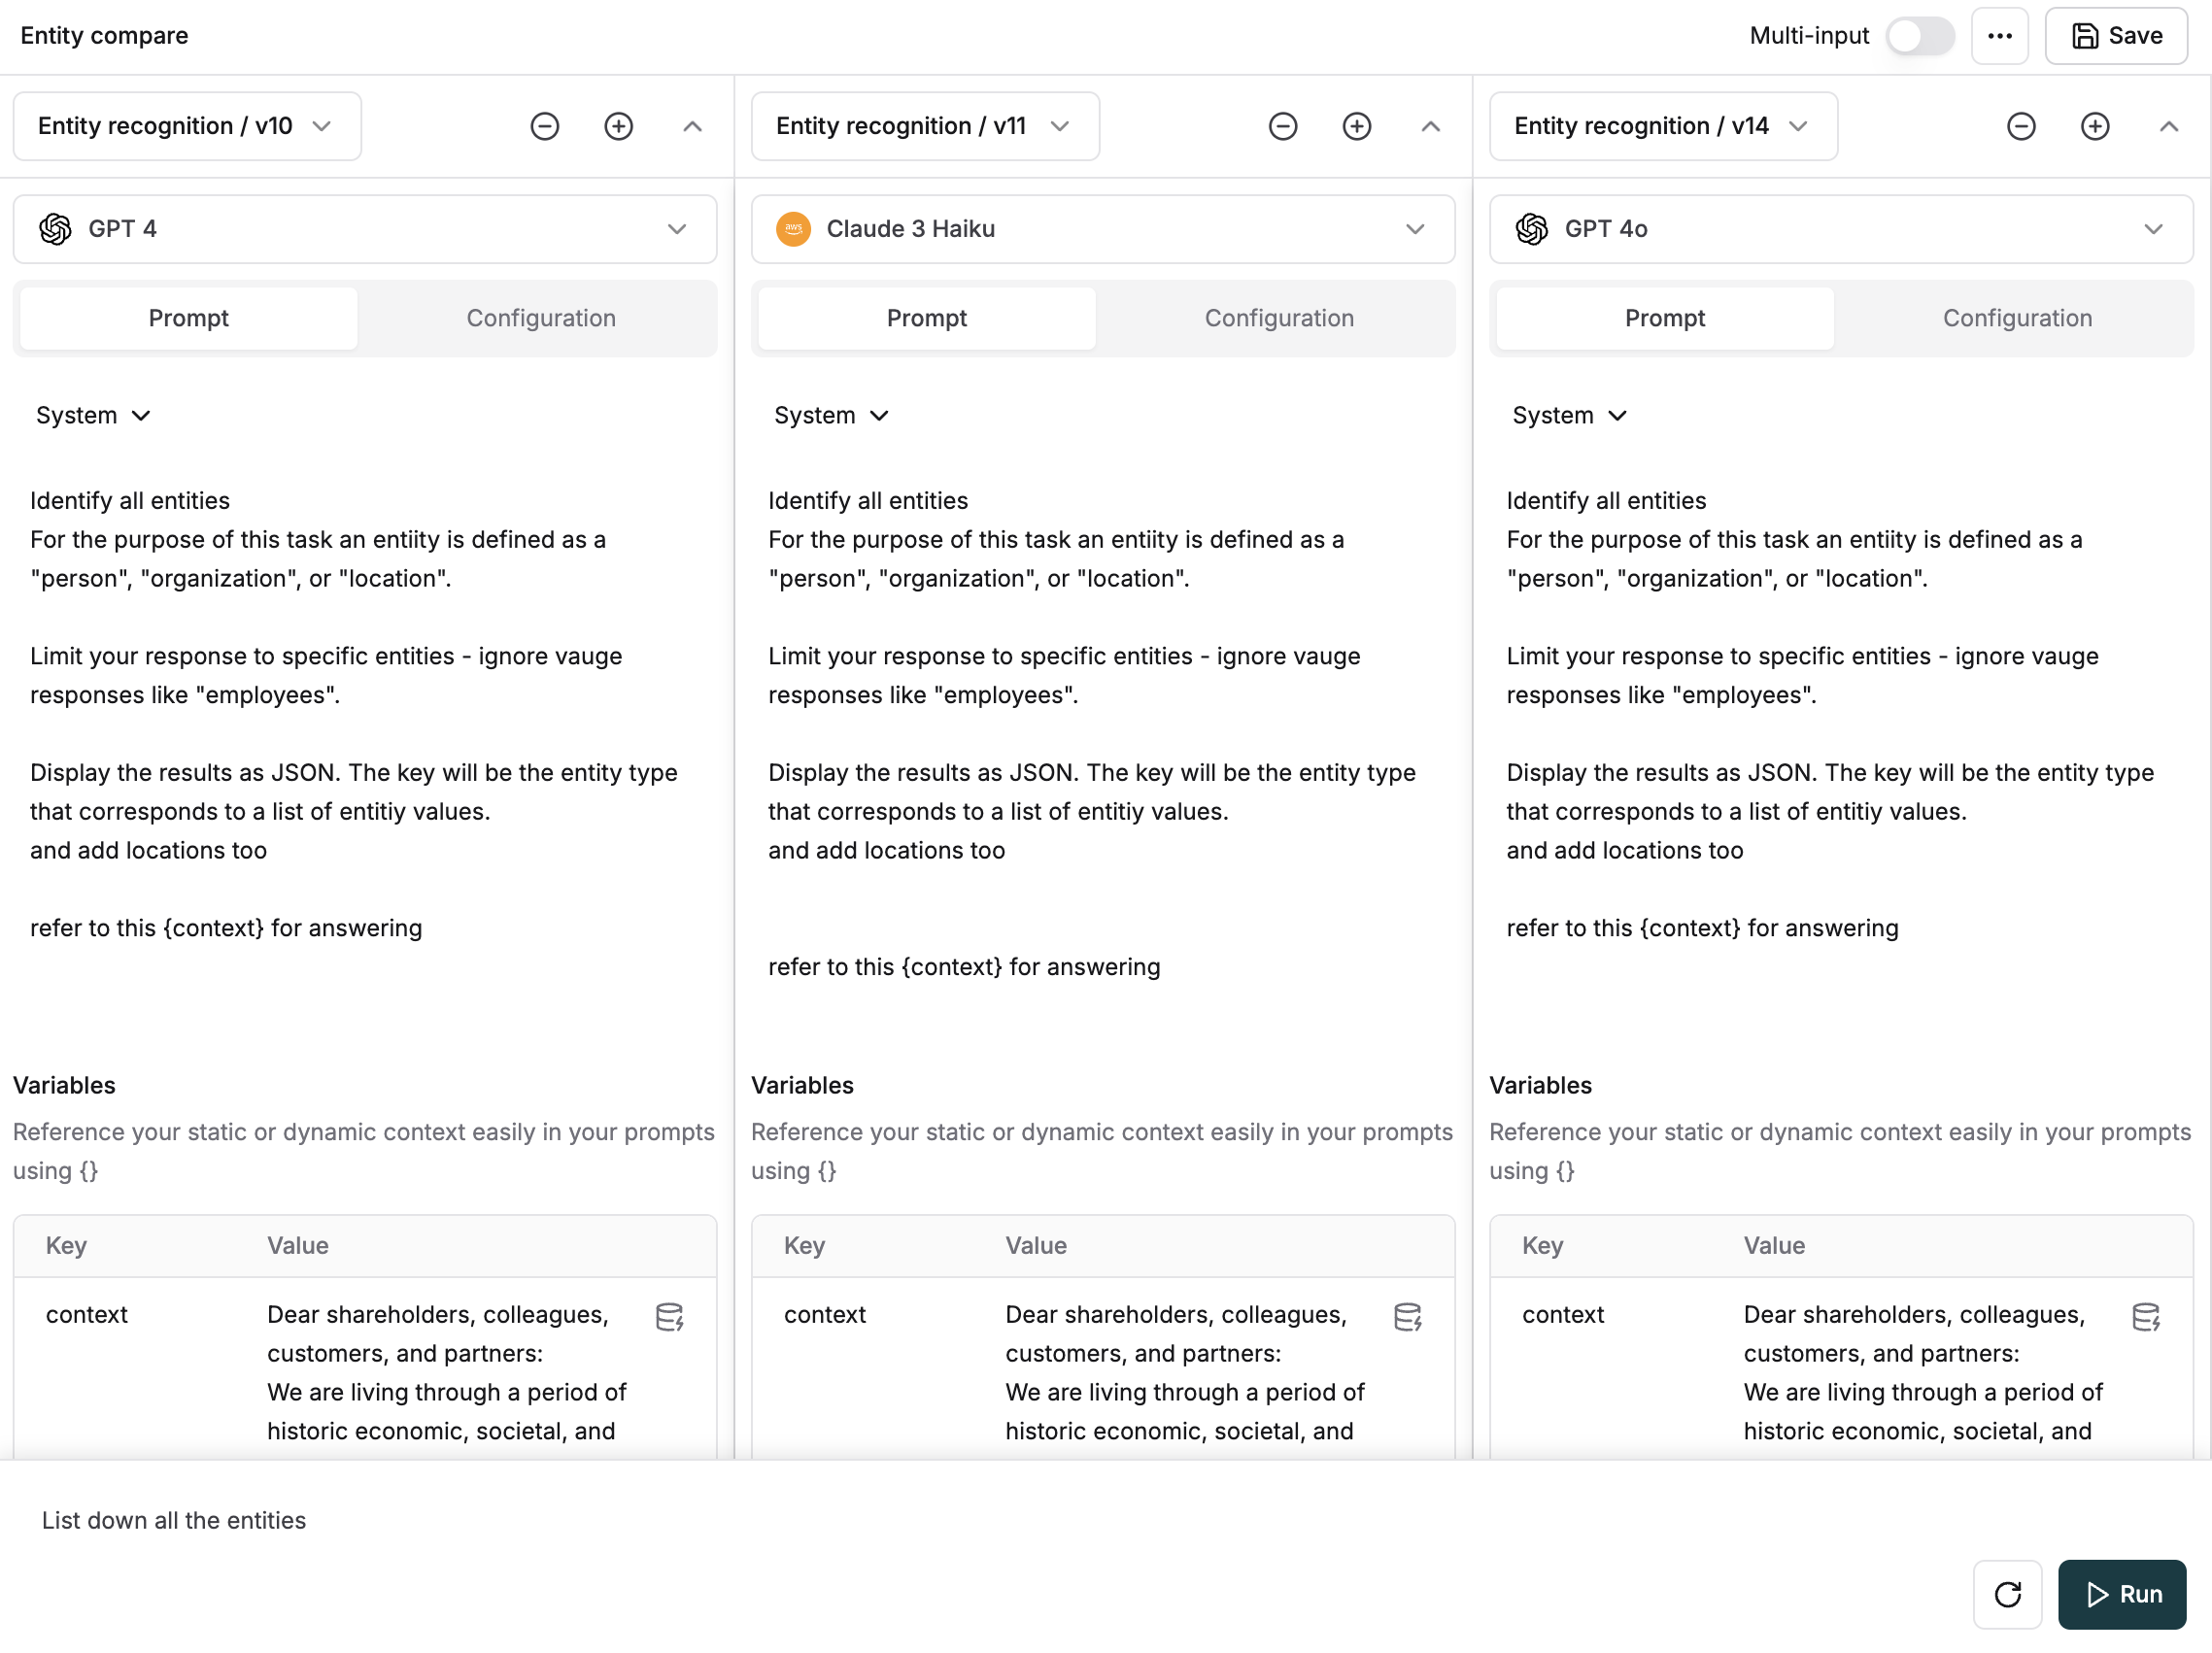 Entity compare
Multi-input
Save
Entity recognition / v10
GPT 4
Prompt
Configuration
System
Identify all entities
For the purpose of this task an entiity is defined as a
"person", "organization", or "location".
Limit your response to specific entities - ignore vauge
responses like "employees".
Display the results as JSON. The key will be the entity type
that corresponds to a list of entitiy values.
and add locations too
refer to this {context} for answering
Variables
Reference your static or dynamic context easily in your prompts
using {}
Key Value
context Dear shareholders, colleagues,
customers, and partners:
We are living through a period of
historic economic, societal, and
Entity recognition / v11
aws
Claude 3 Haiku
Prompt
Configuration
System
Identify all entities
For the purpose of this task an entiity is defined as a
"person", "organization", or "location".
Limit your response to specific entities - ignore vauge
responses like "employees".
Display the results as JSON. The key will be the entity type
that corresponds to a list of entitiy values.
and add locations too
refer to this {context} for answering
Variables
Reference your static or dynamic context easily in your prompts
using {}
Key Value
context Dear shareholders, colleagues,
customers, and partners:
We are living through a period of
historic economic, societal, and
Entity recognition / v14
GPT 4o
Prompt
Configuration
System
Identify all entities
For the purpose of this task an entiity is defined as a
"person", "organization", or "location".
Limit your response to specific entities - ignore vauge
responses like "employees".
Display the results as JSON. The key will be the entity type
that corresponds to a list of entitiy values.
and add locations too
refer to this {context} for answering
Variables
Reference your static or dynamic context easily in your prompts
using {}
Key Value
context Dear shareholders, colleagues,
customers, and partners:
We are living through a period of
historic economic, societal, and
List down all the entities
Run